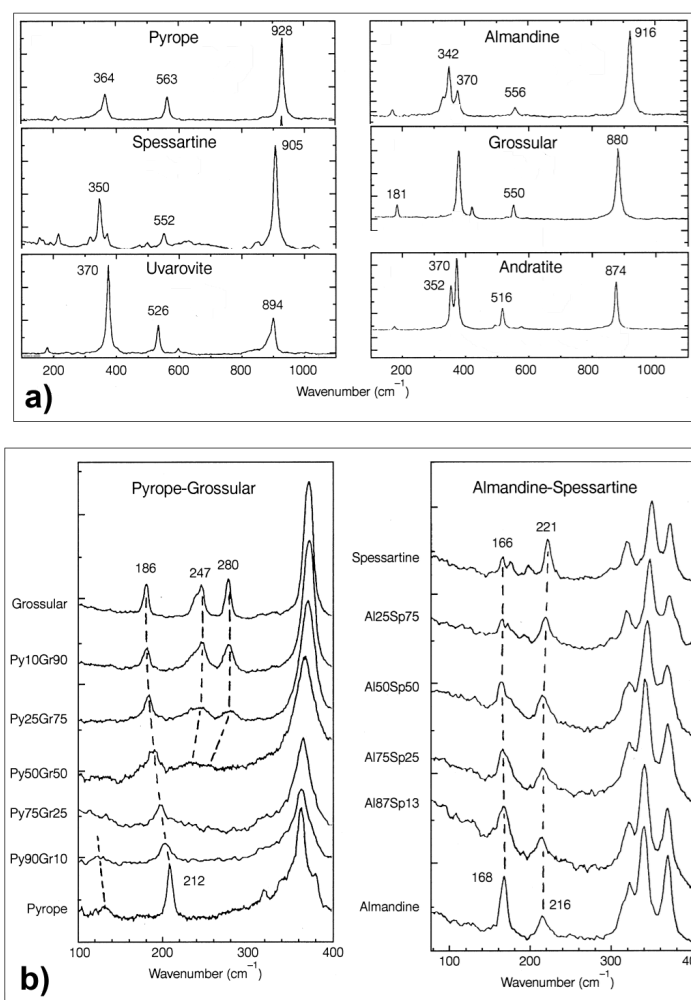 Pyrope
928
364
563
Almandine
916
342
370
556
Spessartine
905
350
552
Grossular
880
181
550
Uvarovite
370
526
894
Andratite
370
352
516
874
200 400 600 800 1000
200 400 600 800 1000
Wavenumber (cm⁻¹)
Wavenumber (cm⁻¹)
a)
Pyrope-Grossular
186
247
280
Grossular
Py10Gr90
Py25Gr75
Py50Gr50
Py75Gr25
Py90Gr10
Pyrope
212
100 200 300 400
Wavenumber (cm⁻¹)
Almandine-Spessartine
166
221
Spessartine
Al25Sp75
Al50Sp50
Al75Sp25
Al87Sp13
Almandine
168
216
100 200 300 400
Wavenumber (cm⁻¹)
b)